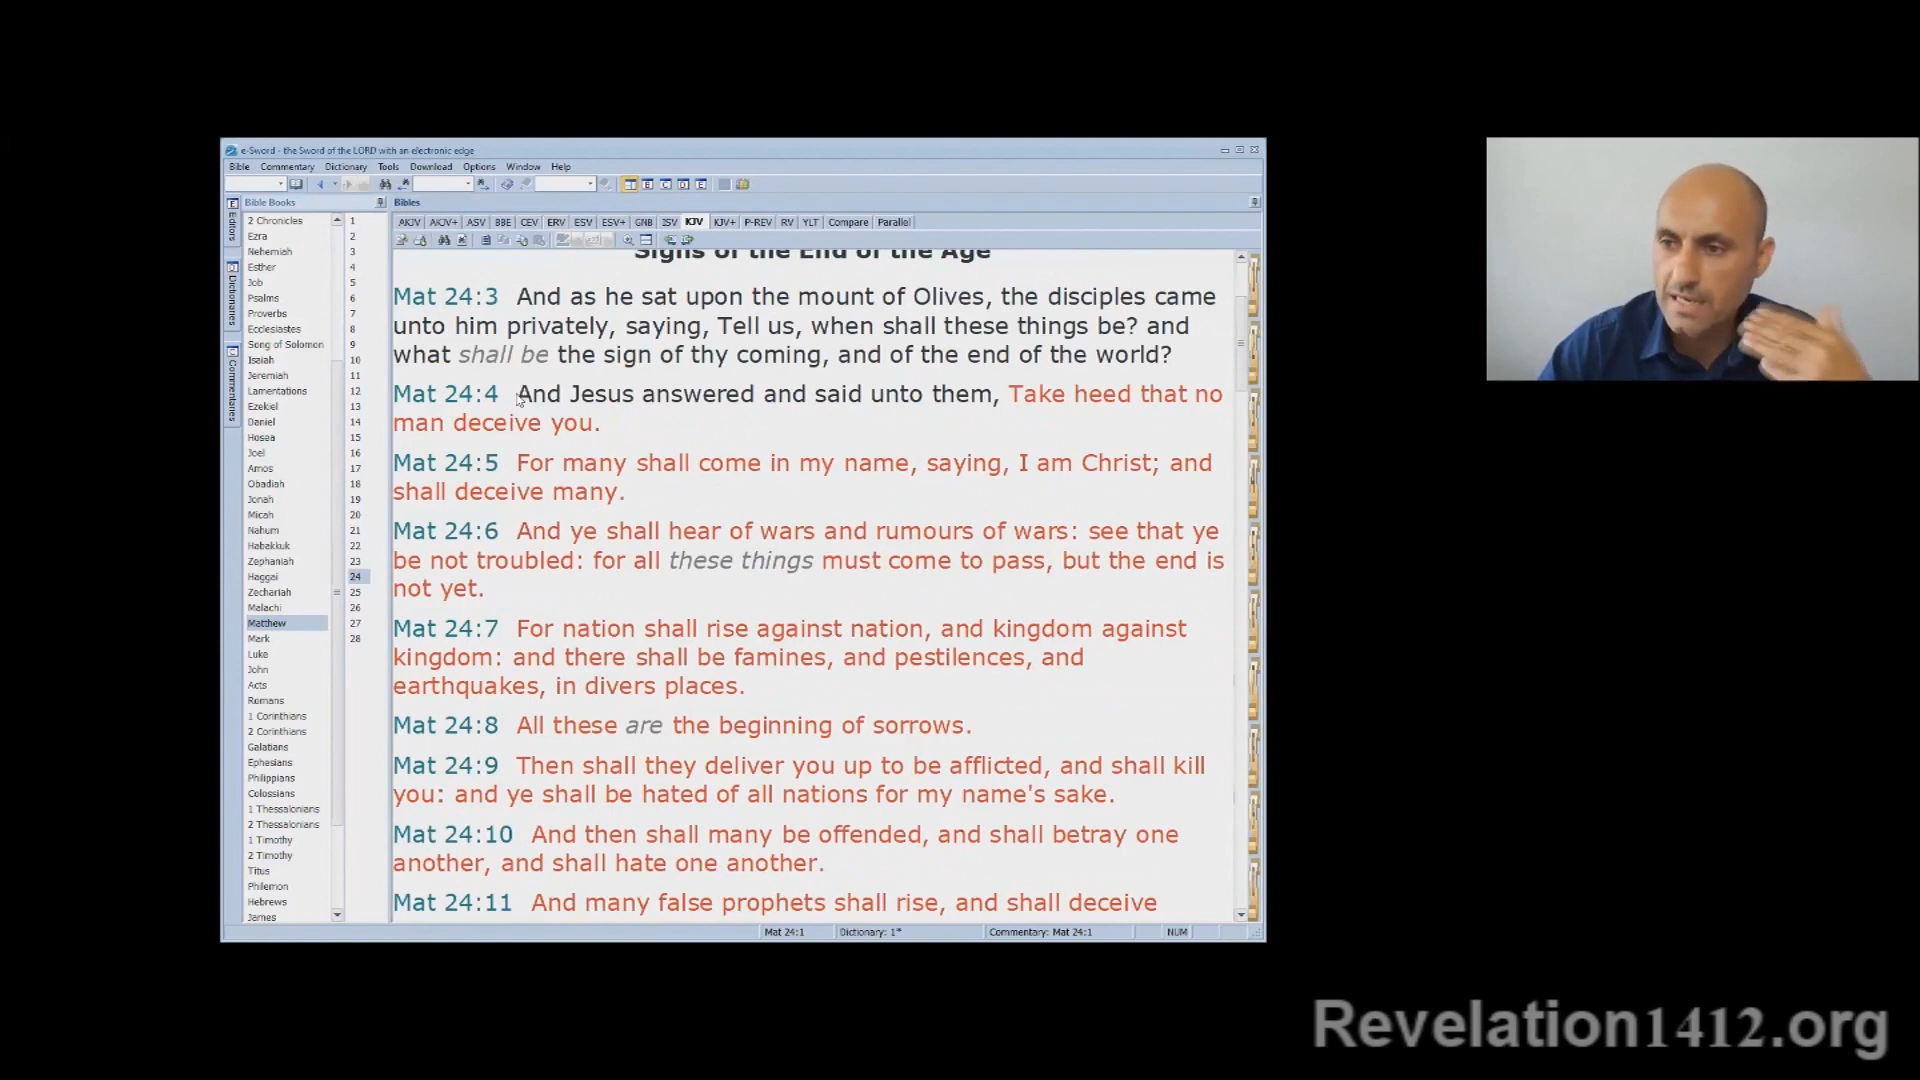 e-Sword - the Sword of the LORD with an electronic edge
Bible Commentary Dictionary Tools Download Options Window Help
Bible Books
Bibles
AKJV AKJV+ ASV BBE CEV ERV ESV ESV+ GNB ISV KJV KJV+ P-REV RV YLT Compare Parallel
Editors
Dictionaries
Commentaries
2 Chronicles
Ezra
Nehemiah
Esther
Job
Psalms
Proverbs
Ecclesiastes
Song of Solomon
Isaiah
Jeremiah
Lamentations
Ezekiel
Daniel
Hosea
Joel
Amos
Obadiah
Jonah
Micah
Nahum
Habakkuk
Zephaniah
Haggai
Zechariah
Malachi
Matthew
Mark
Luke
John
Acts
Romans
1 Corinthians
2 Corinthians
Galatians
Ephesians
Philippians
Colossians
1 Thessalonians
2 Thessalonians
1 Timothy
2 Timothy
Titus
Philemon
Hebrews
James
1
2
3
4
5
6
7
8
9
10
11
12
13
14
15
16
17
18
19
20
21
22
23
24
25
26
27
28
Signs of the End of the Age
Mat 24:3 And as he sat upon the mount of Olives, the disciples came
unto him privately, saying, Tell us, when shall these things be? and
what shall be the sign of thy coming, and of the end of the world?
Mat 24:4 And Jesus answered and said unto them, Take heed that no
man deceive you.
Mat 24:5 For many shall come in my name, saying, I am Christ; and
shall deceive many.
Mat 24:6 And ye shall hear of wars and rumours of wars: see that ye
be not troubled: for all these things must come to pass, but the end is
not yet.
Mat 24:7 For nation shall rise against nation, and kingdom against
kingdom: and there shall be famines, and pestilences, and
earthquakes, in divers places.
Mat 24:8 All these are the beginning of sorrows.
Mat 24:9 Then shall they deliver you up to be afflicted, and shall kill
you: and ye shall be hated of all nations for my name's sake.
Mat 24:10 And then shall many be offended, and shall betray one
another, and shall hate one another.
Mat 24:11 And many false prophets shall rise, and shall deceive
Mat 24:1 Dictionary: 1* Commentary: Mat 24:1 NUM
Revelation1412.org